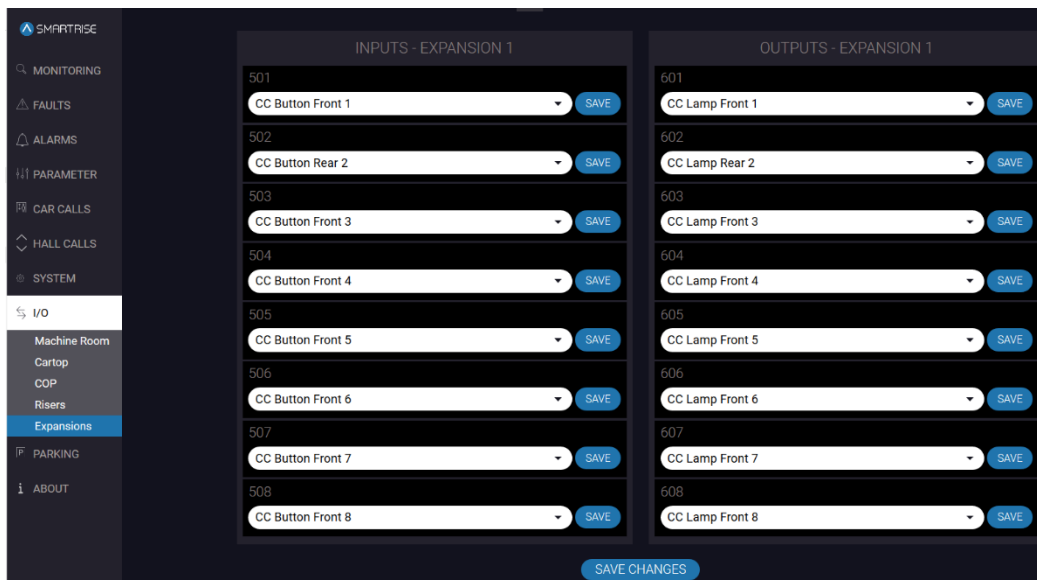 SMARTRISE
MONITORING
FAULTS
ALARMS
PARAMETER
CAR CALLS
HALL CALLS
SYSTEM
I/O
Machine Room
Cartop
COP
Risers
Expansions
PARKING
ABOUT
INPUTS - EXPANSION 1
501
CC Button Front 1 SAVE
502
CC Button Rear 2 SAVE
503
CC Button Front 3 SAVE
504
CC Button Front 4 SAVE
505
CC Button Front 5 SAVE
506
CC Button Front 6 SAVE
507
CC Button Front 7 SAVE
508
CC Button Front 8 SAVE
OUTPUTS - EXPANSION 1
601
CC Lamp Front 1 SAVE
602
CC Lamp Rear 2 SAVE
603
CC Lamp Front 3 SAVE
604
CC Lamp Front 4 SAVE
605
CC Lamp Front 5 SAVE
606
CC Lamp Front 6 SAVE
607
CC Lamp Front 7 SAVE
608
CC Lamp Front 8 SAVE
SAVE CHANGES